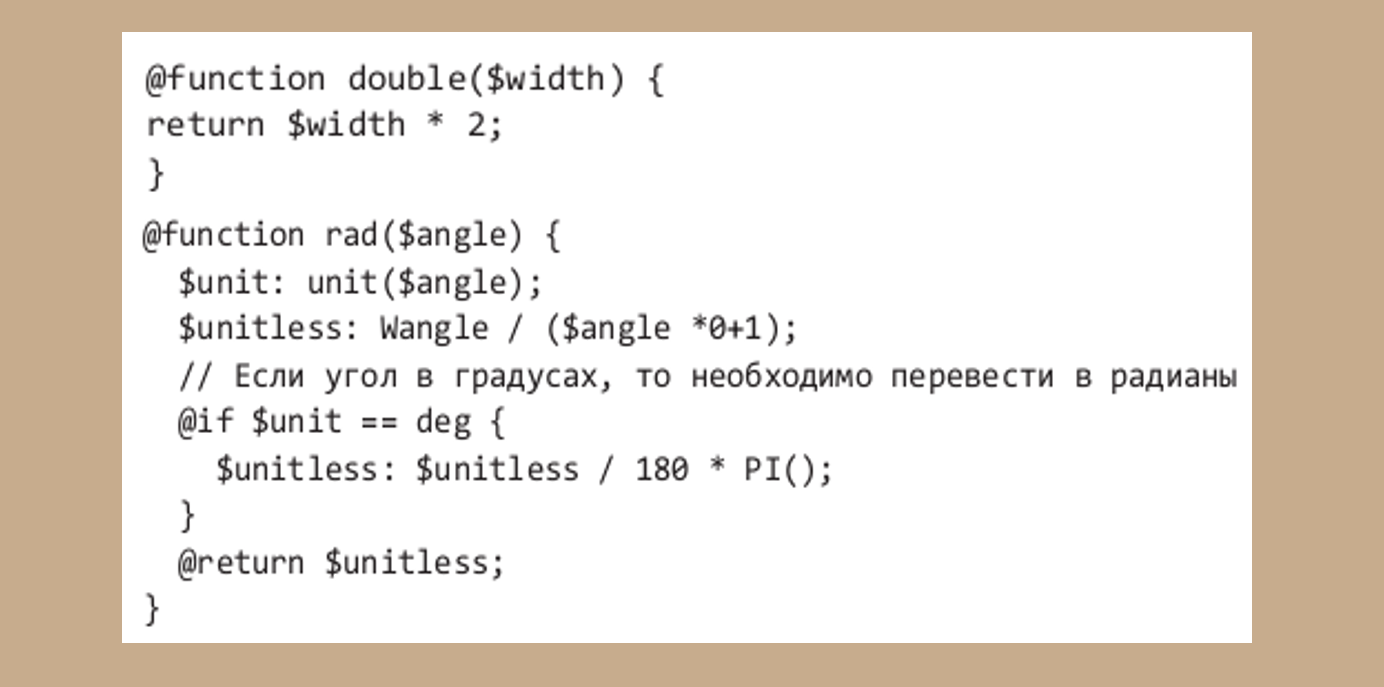 @function double($width) {
return $width * 2;
}
@function rad($angle) {
$unit: unit($angle);
$unitless: Wangle / ($angle *0+1);
// Если угол в градусах, то необходимо перевести в радианы
@if $unit == deg {
$unitless: $unitless / 180 * PI();
}
@return $unitless;
}